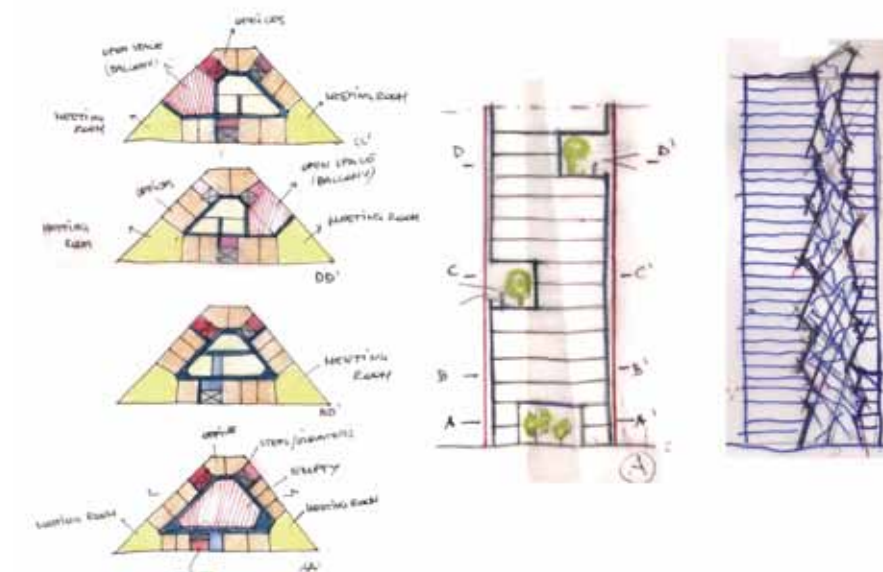 OFFICES
OPEN SPACE
(BALCONY)
MEETING ROOM
MEETING
ROOM
CC'
OPEN SPACE
(BALCONY)
OFFICES
MEETING
ROOM
MEETING ROOM
DD'
MEETING
ROOM
BB'
OFFICE
STEPS/ELEVATORS
EMPTY
MEETING ROOM
MEETING ROOM
AA'
D
D'
C
C'
B
B'
A
A'